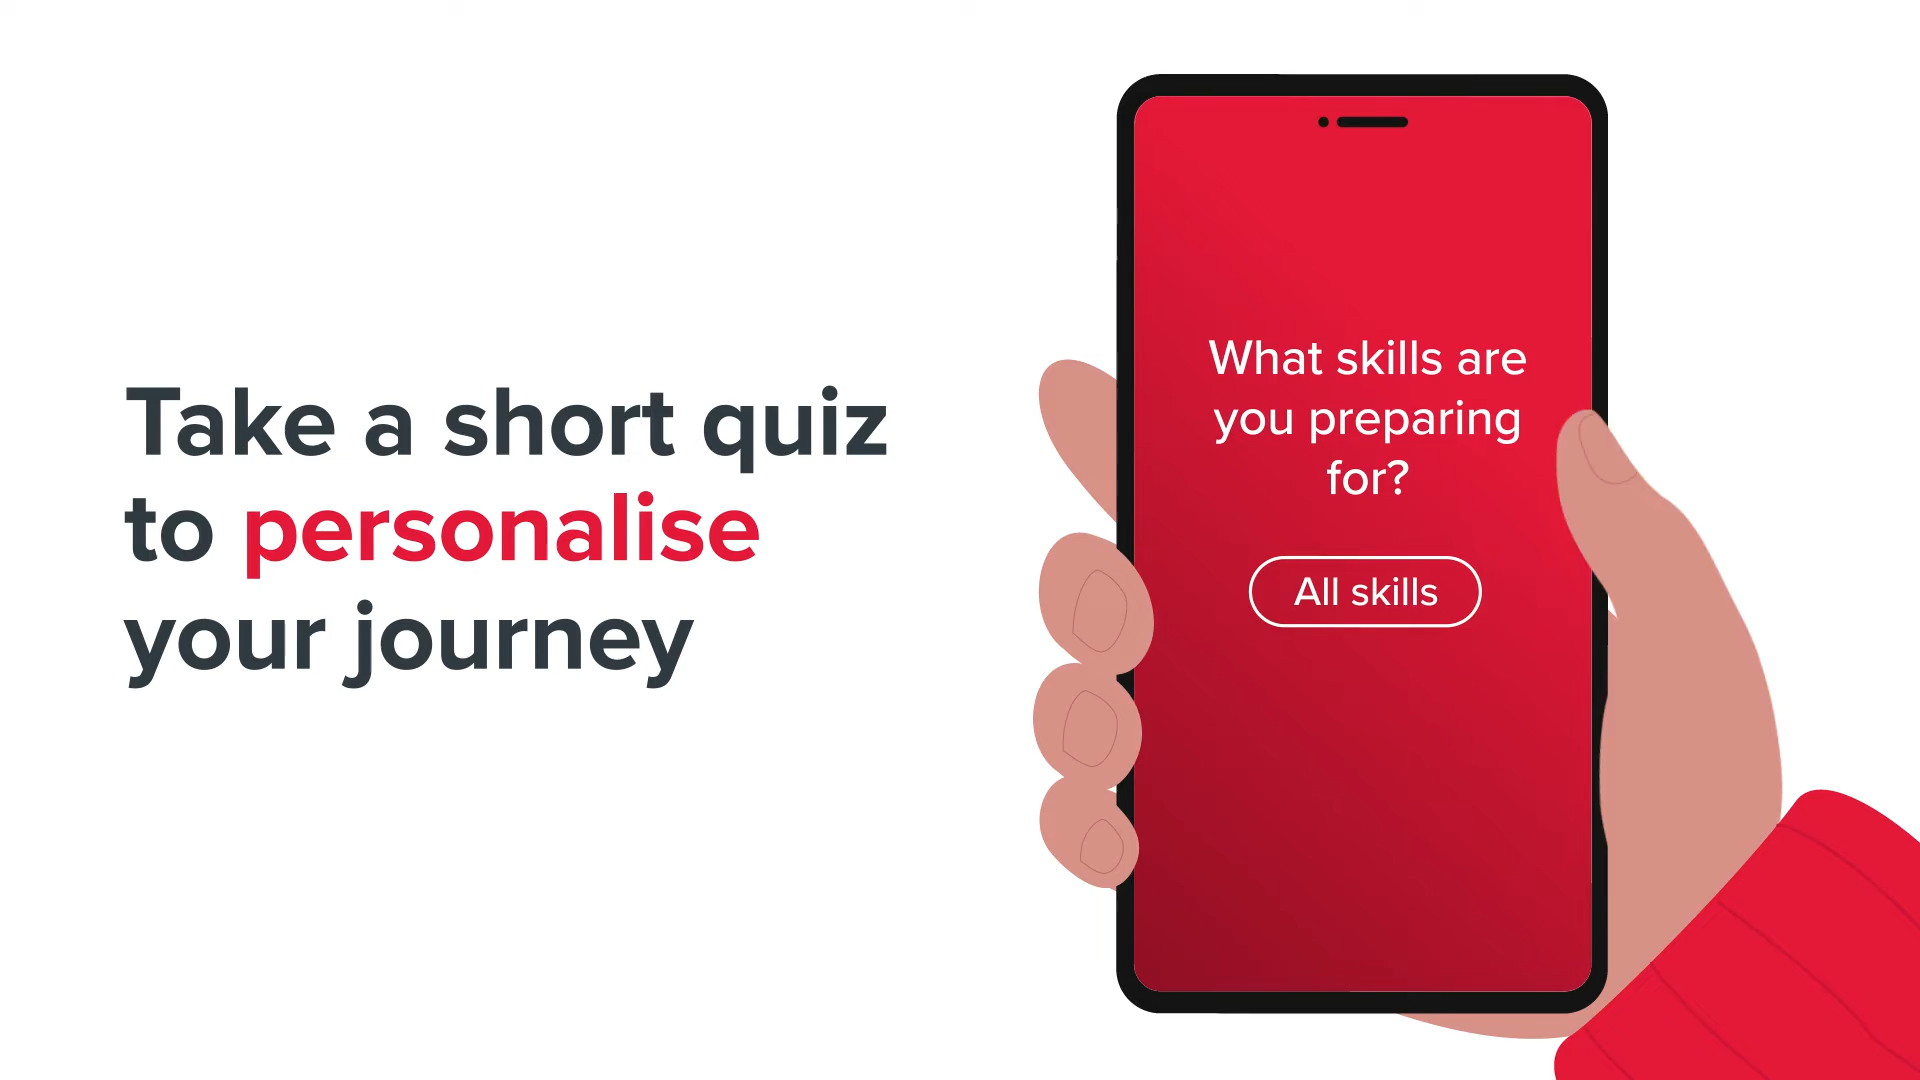 Take a short quiz
to personalise
your journey
What skills are
you preparing
for?
All skills